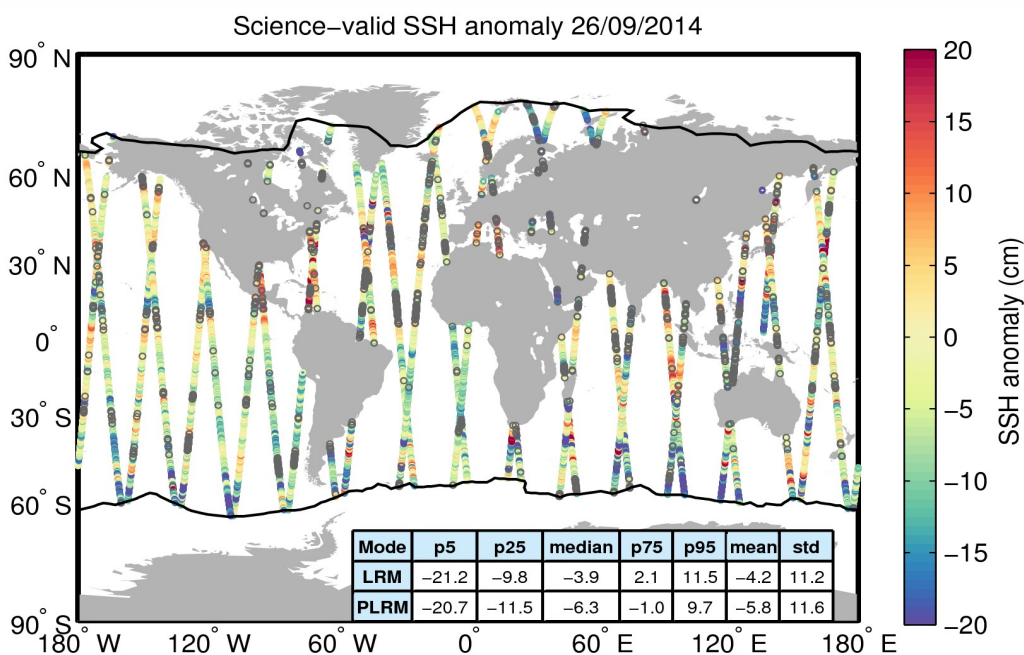 Science−valid SSH anomaly 26/09/2014
90° N
60° N
30° N
0°
30° S
60° S
90° S
180° W 120° W 60° W 0° 60° E 120° E 180° E
Mode p5 p25 median p75 p95 mean std
LRM −21.2 −9.8 −3.9 2.1 11.5 −4.2 11.2
PLRM −20.7 −11.5 −6.3 −1.0 9.7 −5.8 11.6
20
15
10
5
0
−5
−10
−15
−20
SSH anomaly (cm)